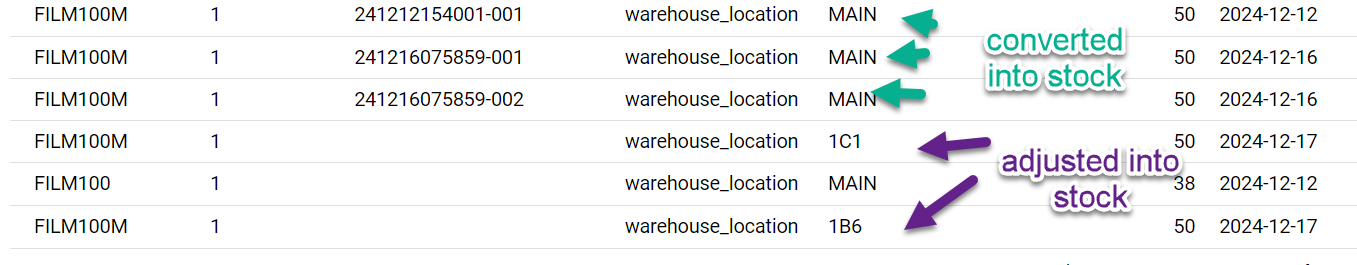 FILM100M 1 241212154001-001 warehouse_location MAIN 50 2024-12-12
FILM100M 1 241216075859-001 warehouse_location MAIN 50 2024-12-16
FILM100M 1 241216075859-002 warehouse_location MAIN 50 2024-12-16
converted
into stock
FILM100M 1 warehouse_location 1C1 50 2024-12-17
FILM100 1 warehouse_location MAIN 38 2024-12-12
FILM100M 1 warehouse_location 1B6 50 2024-12-17
adjusted into
stock